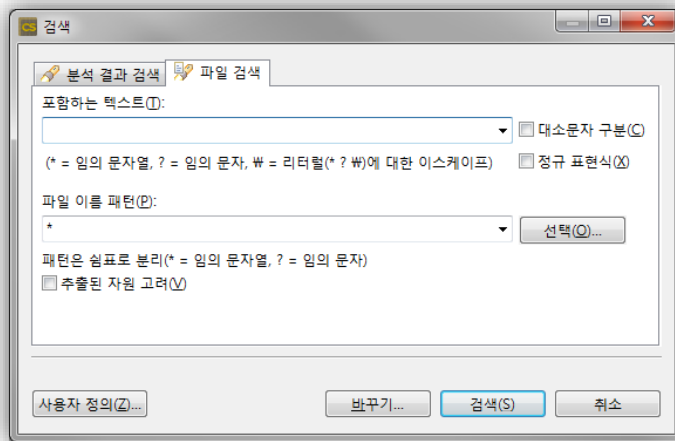 CS 검색
분석 결과 검색 파일 검색
포함하는 텍스트(T):
대소문자 구분(C)
(* = 임의 문자열, ? = 임의 문자, ₩ = 리터럴(* ? ₩)에 대한 이스케이프) 정규 표현식(X)
파일 이름 패턴(P):
* 선택(O)...
패턴은 쉼표로 분리(* = 임의 문자열, ? = 임의 문자)
추출된 자원 고려(V)
사용자 정의(Z)... 바꾸기... 검색(S) 취소